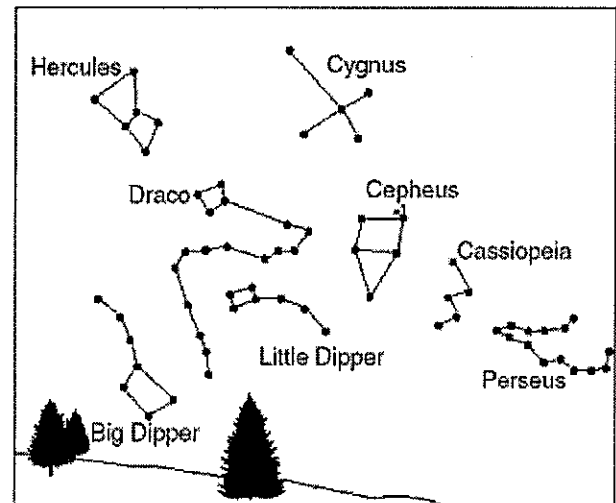 Hercules
Cygnus
Draco
Cepheus
Cassiopeia
Little Dipper
Perseus
Big Dipper